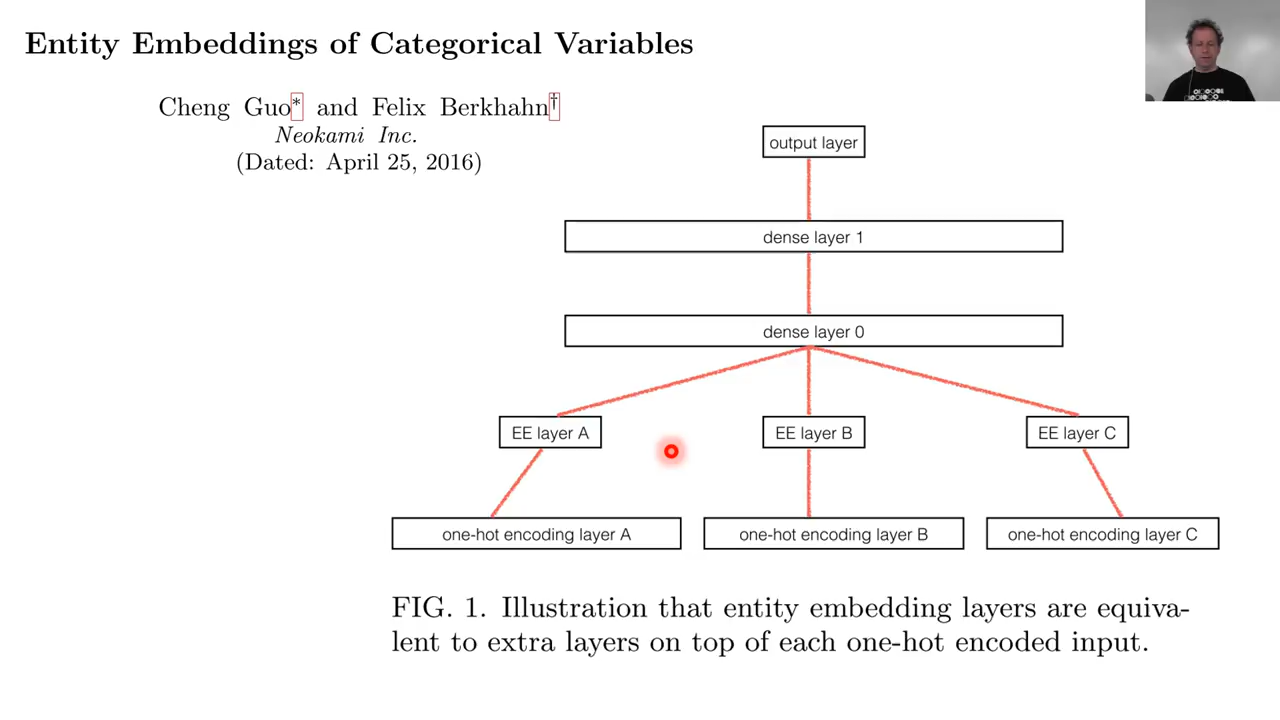 Entity Embeddings of Categorical Variables
Cheng Guo* and Felix Berkhahn†
Neokami Inc.
(Dated: April 25, 2016)
output layer
dense layer 1
dense layer 0
EE layer A EE layer B EE layer C
one-hot encoding layer A one-hot encoding layer B one-hot encoding layer C
FIG. 1. Illustration that entity embedding layers are equiva-
lent to extra layers on top of each one-hot encoded input.